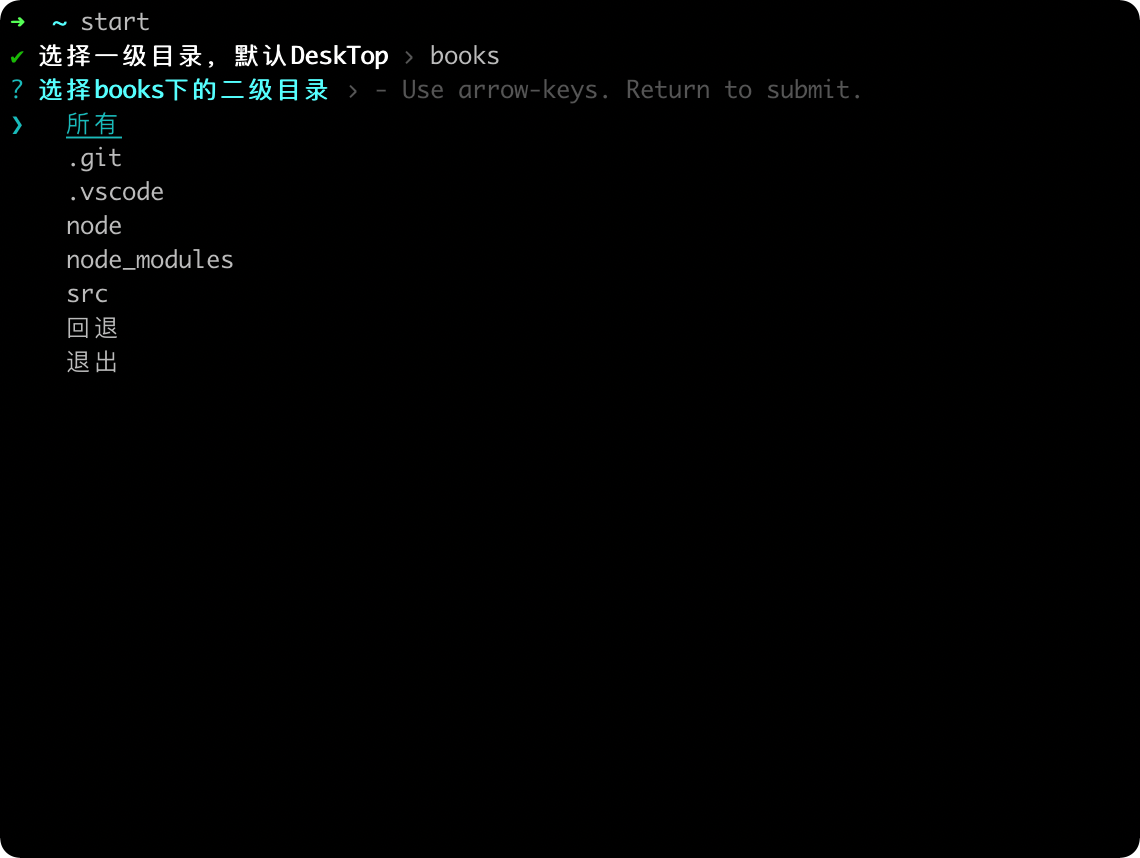 ➜  ~ start
✔ 选择一级目录，默认DeskTop › books
? 选择books下的二级目录 › - Use arrow-keys. Return to submit.
❯   所有
    .git
    .vscode
    node
    node_modules
    src
    回退
    退出